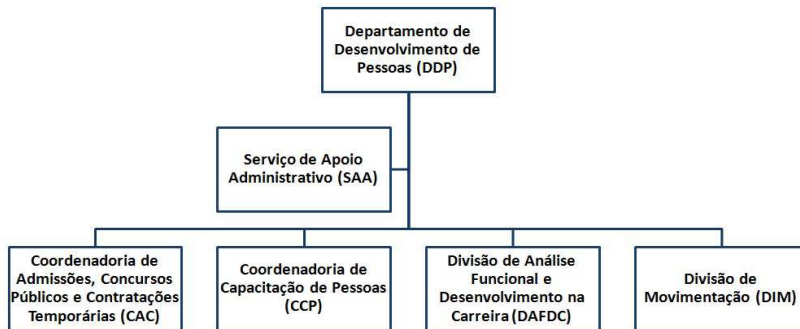 Departamento de
Desenvolvimento de
Pessoas (DDP)
Serviço de Apoio
Administrativo (SAA)
Coordenadoria de
Admissões, Concursos
Públicos e Contratações
Temporárias (CAC)
Coordenadoria de
Capacitação de Pessoas
(CCP)
Divisão de Análise
Funcional e
Desenvolvimento na
Carreira (DAFDC)
Divisão de
Movimentação (DIM)